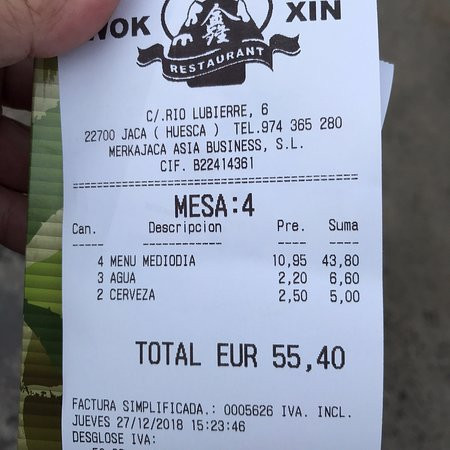 WOK XIN
RESTAURANT
C/.RIO LUBIERRE, 6
22700 JACA ( HUESCA ) TEL.974 365 280
MERKAJACA ASIA BUSINESS, S.L.
CIF. B22414361
MESA:4
Can. Descripcion Pre. Suma
4 MENU MEDIODIA 10,95 43,80
3 AGUA 2,20 6,60
2 CERVEZA 2,50 5,00
TOTAL EUR 55,40
FACTURA SIMPLIFICADA.: 0005626 IVA. INCL.
JUEVES 27/12/2018 15:23:46
DESGLOSE IVA: